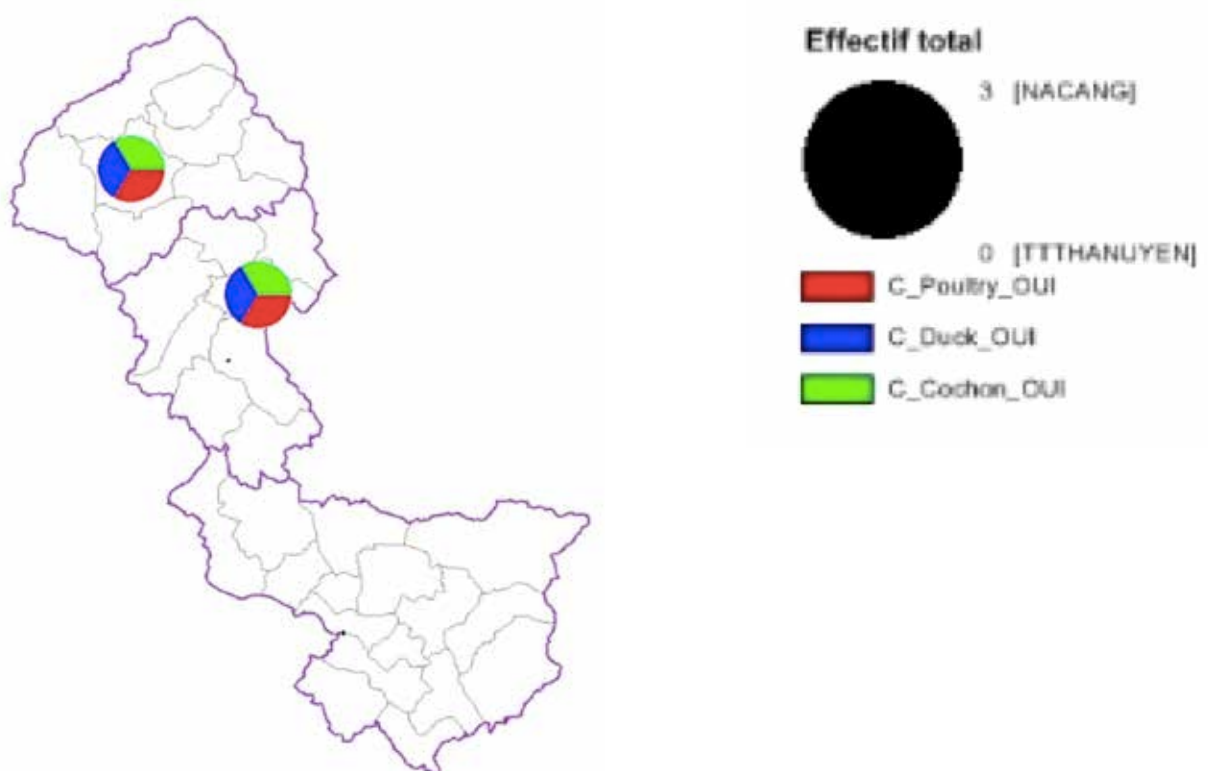 Effectif total
3 [NACANG]
0 [TTTHANUYEN]
C_Poultry_OUI
C_Duck_OUI
C_Cochon_OUI